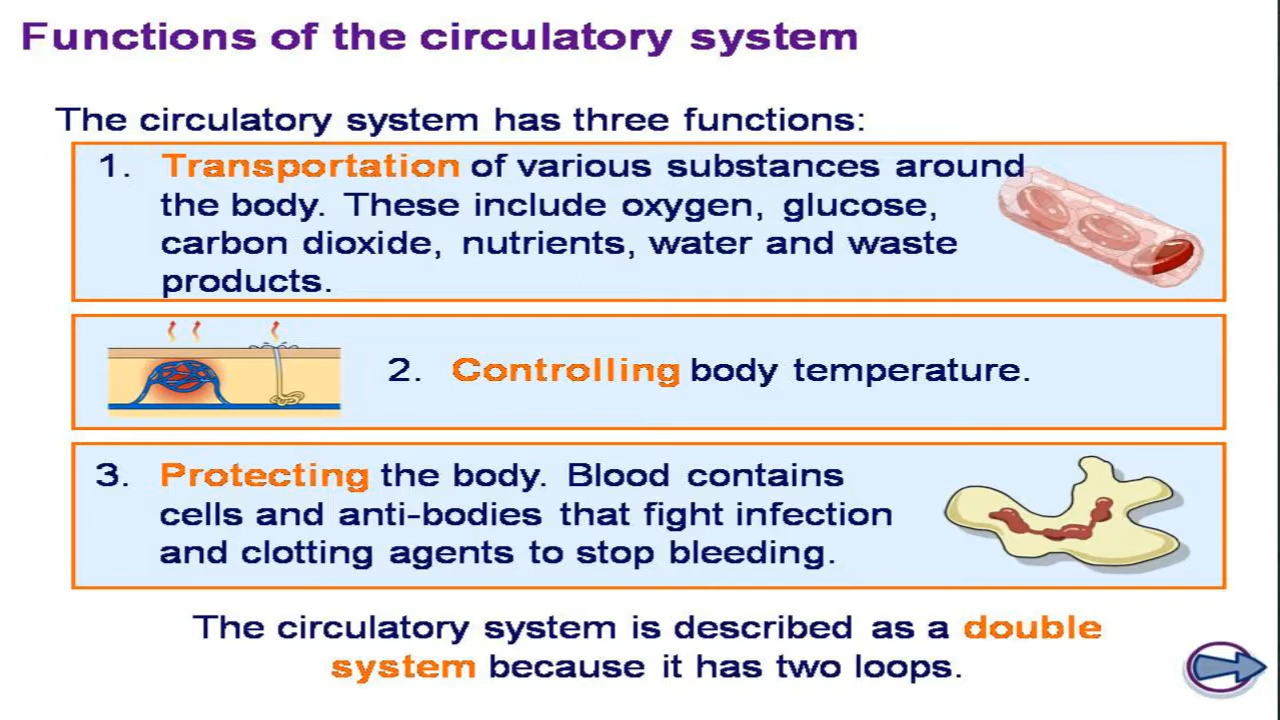 Functions of the circulatory system
The circulatory system has three functions:
1. Transportation of various substances around
the body. These include oxygen, glucose,
carbon dioxide, nutrients, water and waste
products.
2. Controlling body temperature.
3. Protecting the body. Blood contains
cells and anti-bodies that fight infection
and clotting agents to stop bleeding.
The circulatory system is described as a double
system because it has two loops.